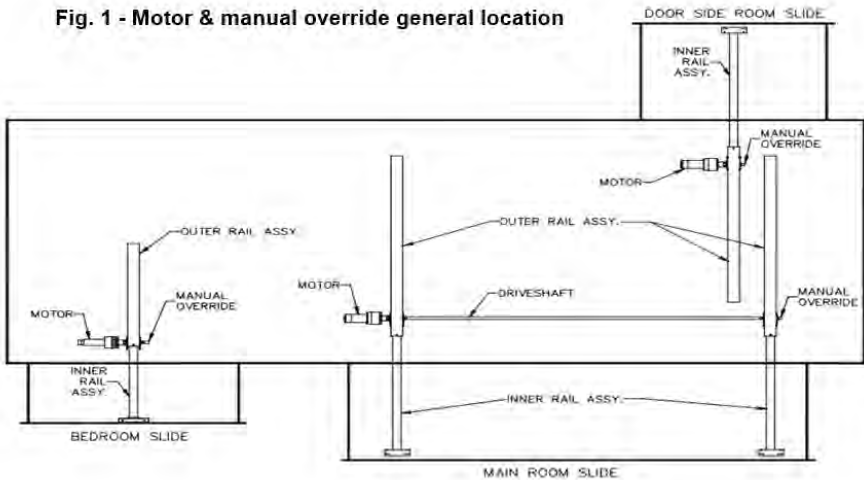 Fig. 1 - Motor & manual override general location
DOOR SIDE ROOM SLIDE
INNER
RAIL
ASSY.
MANUAL
OVERRIDE
MOTOR
OUTER RAIL ASSY
OUTER RAIL ASSY.
MOTOR
DRIVESHAFT
MANUAL
OVERRIDE
MOTOR
MANUAL
OVERRIDE
INNER
RAIL
ASSY.
INNER RAIL ASSY.
BEDROOM SLIDE
MAIN ROOM SLIDE